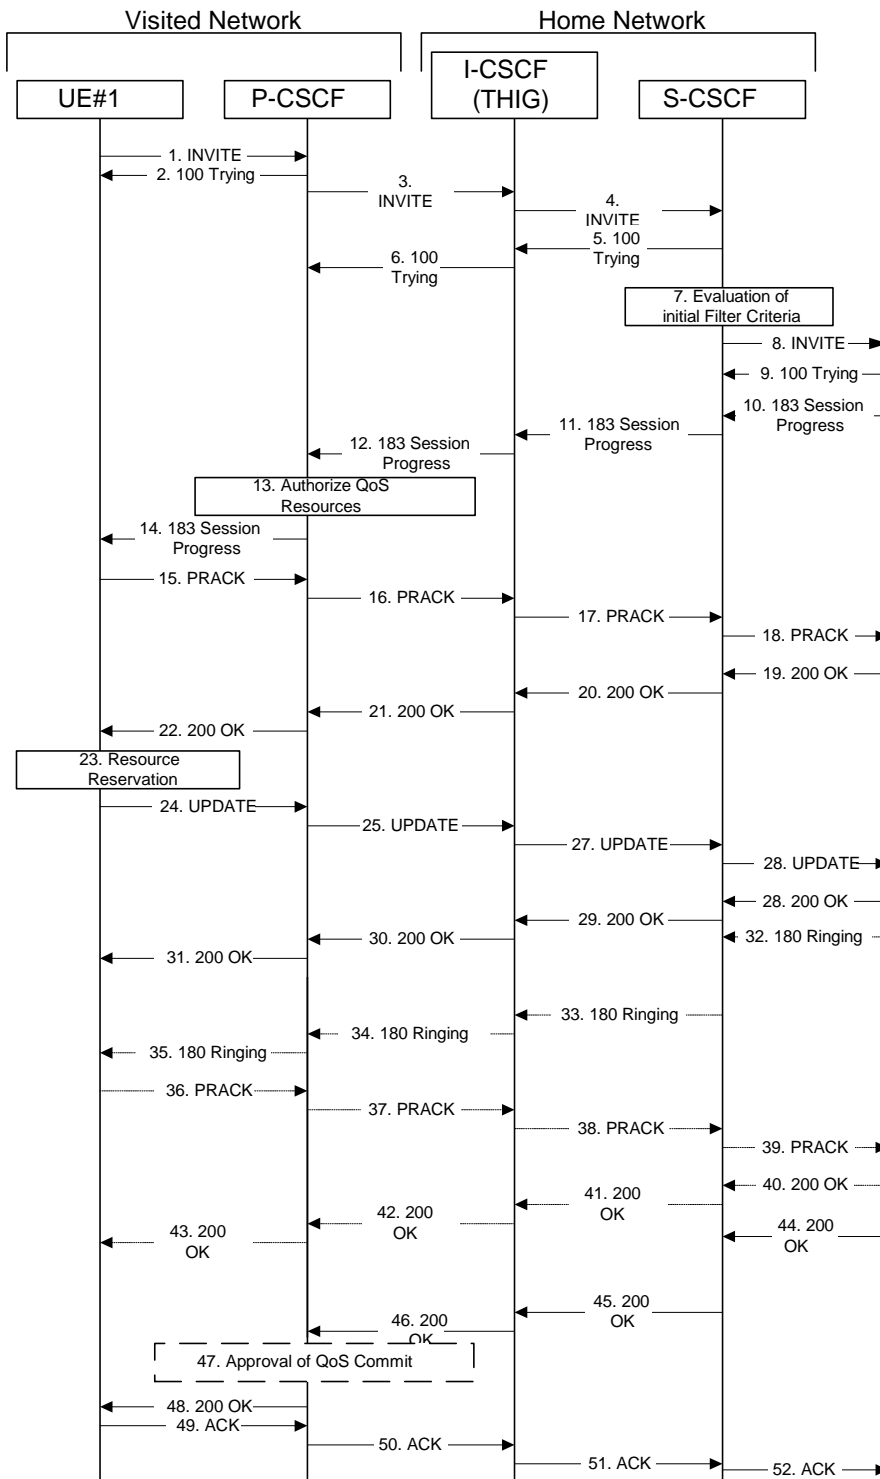 Visited Network
Home Network
UE#1
P-CSCF
I-CSCF
(THIG)
S-CSCF
1. INVITE
2. 100 Trying
3.
INVITE
4.
INVITE
5. 100
Trying
6. 100
Trying
7. Evaluation of
initial Filter Criteria
8. INVITE
9. 100 Trying
10. 183 Session
Progress
11. 183 Session
Progress
12. 183 Session
Progress
13. Authorize QoS
Resources
14. 183 Session
Progress
15. PRACK
16. PRACK
17. PRACK
18. PRACK
19. 200 OK
20. 200 OK
21. 200 OK
22. 200 OK
23. Resource
Reservation
24. UPDATE
25. UPDATE
27. UPDATE
28. UPDATE
28. 200 OK
29. 200 OK
30. 200 OK
32. 180 Ringing
31. 200 OK
33. 180 Ringing
34. 180 Ringing
35. 180 Ringing
36. PRACK
37. PRACK
38. PRACK
39. PRACK
40. 200 OK
41. 200
OK
42. 200
OK
43. 200
OK
44. 200
OK
45. 200
OK
46. 200
OK
47. Approval of QoS Commit
48. 200 OK
49. ACK
50. ACK
51. ACK
52. ACK